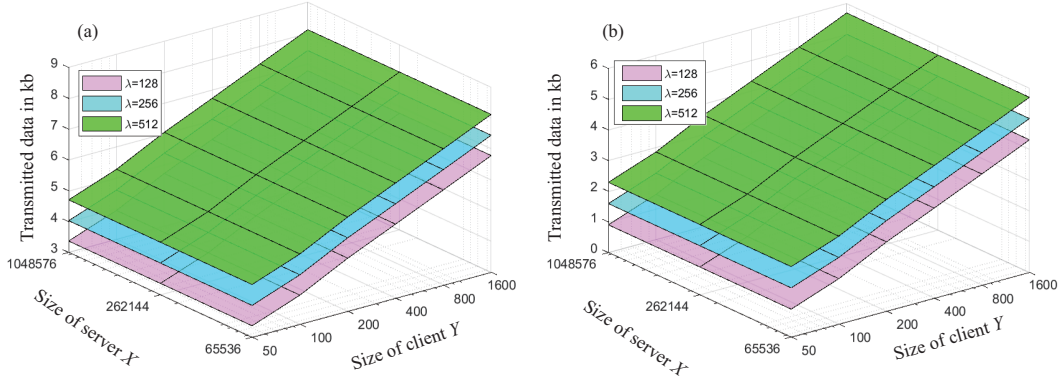 (a)
λ=128
λ=256
λ=512
Transmitted data in kb
9
8
7
6
5
4
3
1048576
262144
65536
Size of server X
50
100
200
400
800
1600
Size of client Y
(b)
λ=128
λ=256
λ=512
Transmitted data in kb
6
5
4
3
2
1
0
1048576
262144
65536
Size of server X
50
100
200
400
800
1600
Size of client Y